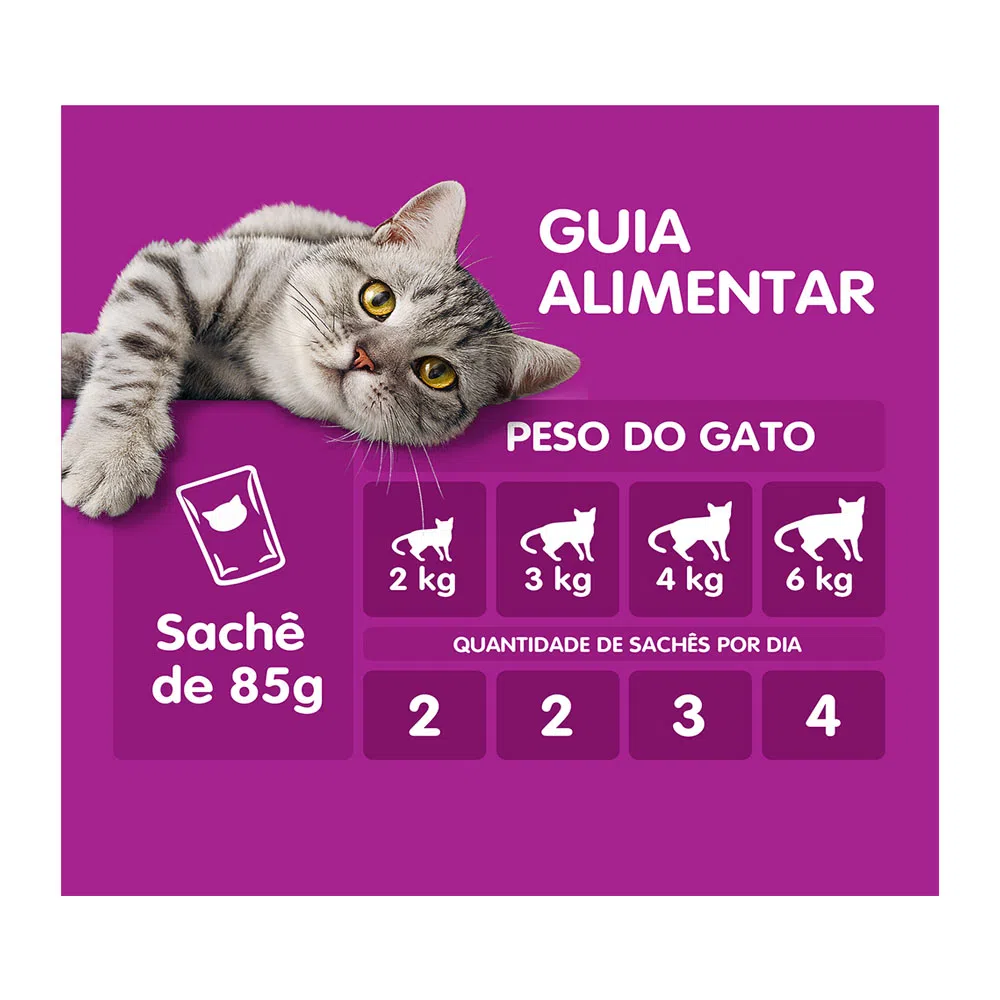 GUIA
ALIMENTAR
PESO DO GATO
2 kg 3 kg 4 kg 6 kg
Sachê
de 85g
QUANTIDADE DE SACHÊS POR DIA
2 2 3 4